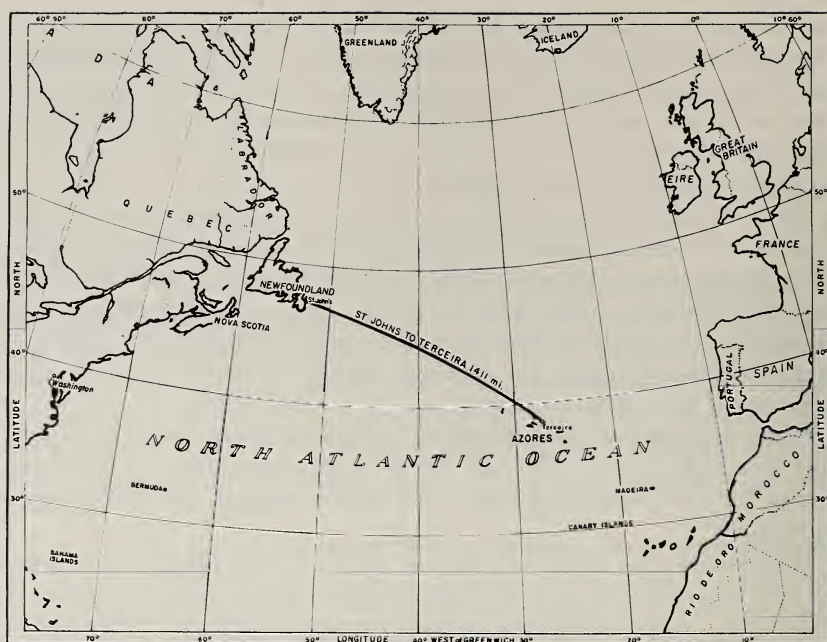 60° 90° 80° 70° 60° 50° 40° 30° 20° 10° 0° 10° 60°
GREENLAND
ICELAND
CANADA
LABRADOR
GREAT
BRITAIN
EIRE
50° 50°
QUEBEC
FRANCE
NORTH NORTH
NEWFOUNDLAND
St. John's
NOVA SCOTIA
ST JOHNS TO TERCEIRA 1411 mi.
40° 40°
Washington
PORTUGAL
SPAIN
LATITUDE LATITUDE
Terceira
AZORES
NORTH ATLANTIC OCEAN
BERMUDA
MADEIRA
MOROCCO
30° 30°
CANARY ISLANDS
BAHAMA
ISLANDS
RIO DE ORO
70° 60° LONGITUDE 50° 40° WEST of GREENWICH 30° 20° 10°